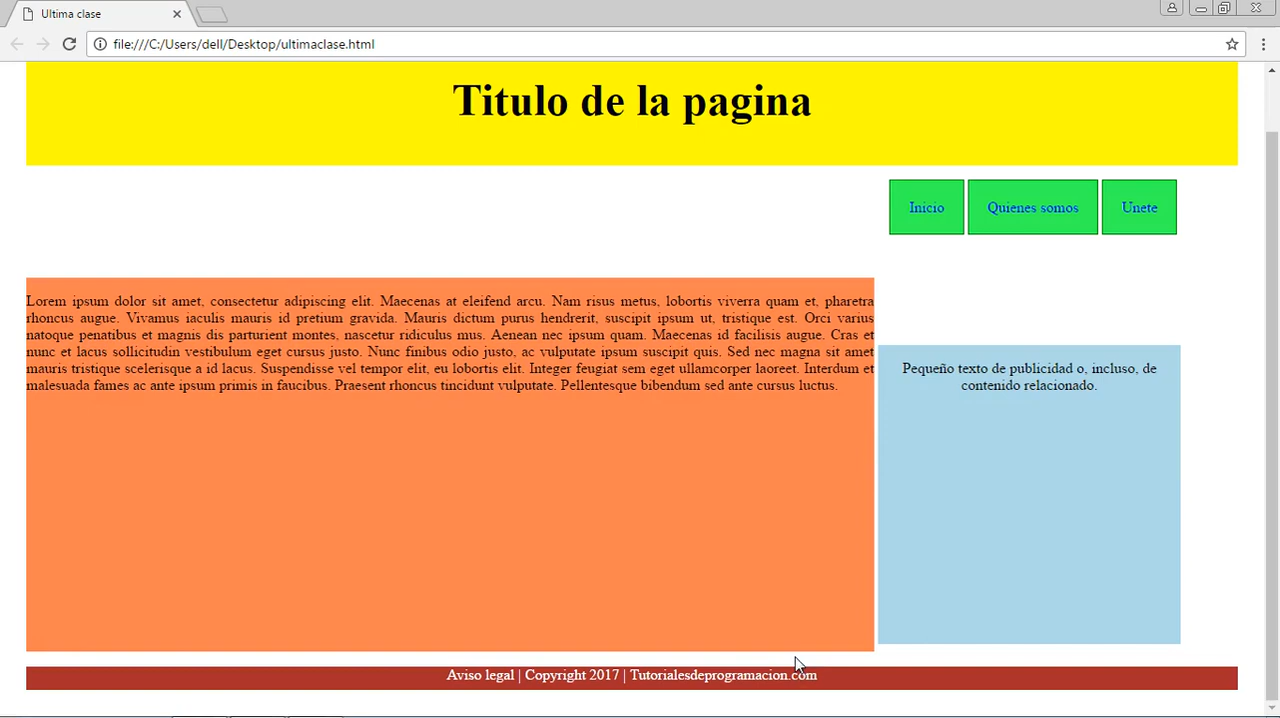 Ultima clase
file:///C:/Users/dell/Desktop/ultimaclase.html
Titulo de la pagina
Inicio
Quienes somos
Unete
Lorem ipsum dolor sit amet, consectetur adipiscing elit. Maecenas at eleifend arcu. Nam risus metus, lobortis viverra quam et, pharetra
rhoncus augue. Vivamus iaculis mauris id pretium gravida. Mauris dictum purus hendrerit, suscipit ipsum ut, tristique est. Orci varius
natoque penatibus et magnis dis parturient montes, nascetur ridiculus mus. Aenean nec ipsum quam. Maecenas id facilisis augue. Cras et
nunc et lacus sollicitudin vestibulum eget cursus justo. Nunc finibus odio justo, ac vulputate ipsum suscipit quis. Sed nec magna sit amet
mauris tristique scelerisque a id lacus. Suspendisse vel tempor elit, eu lobortis elit. Integer feugiat sem eget ullamcorper laoreet. Interdum et
malesuada fames ac ante ipsum primis in faucibus. Praesent rhoncus tincidunt vulputate. Pellentesque bibendum sed ante cursus luctus.
Pequeño texto de publicidad o, incluso, de
contenido relacionado.
Aviso legal | Copyright 2017 | Tutorialesdeprogramacion.com